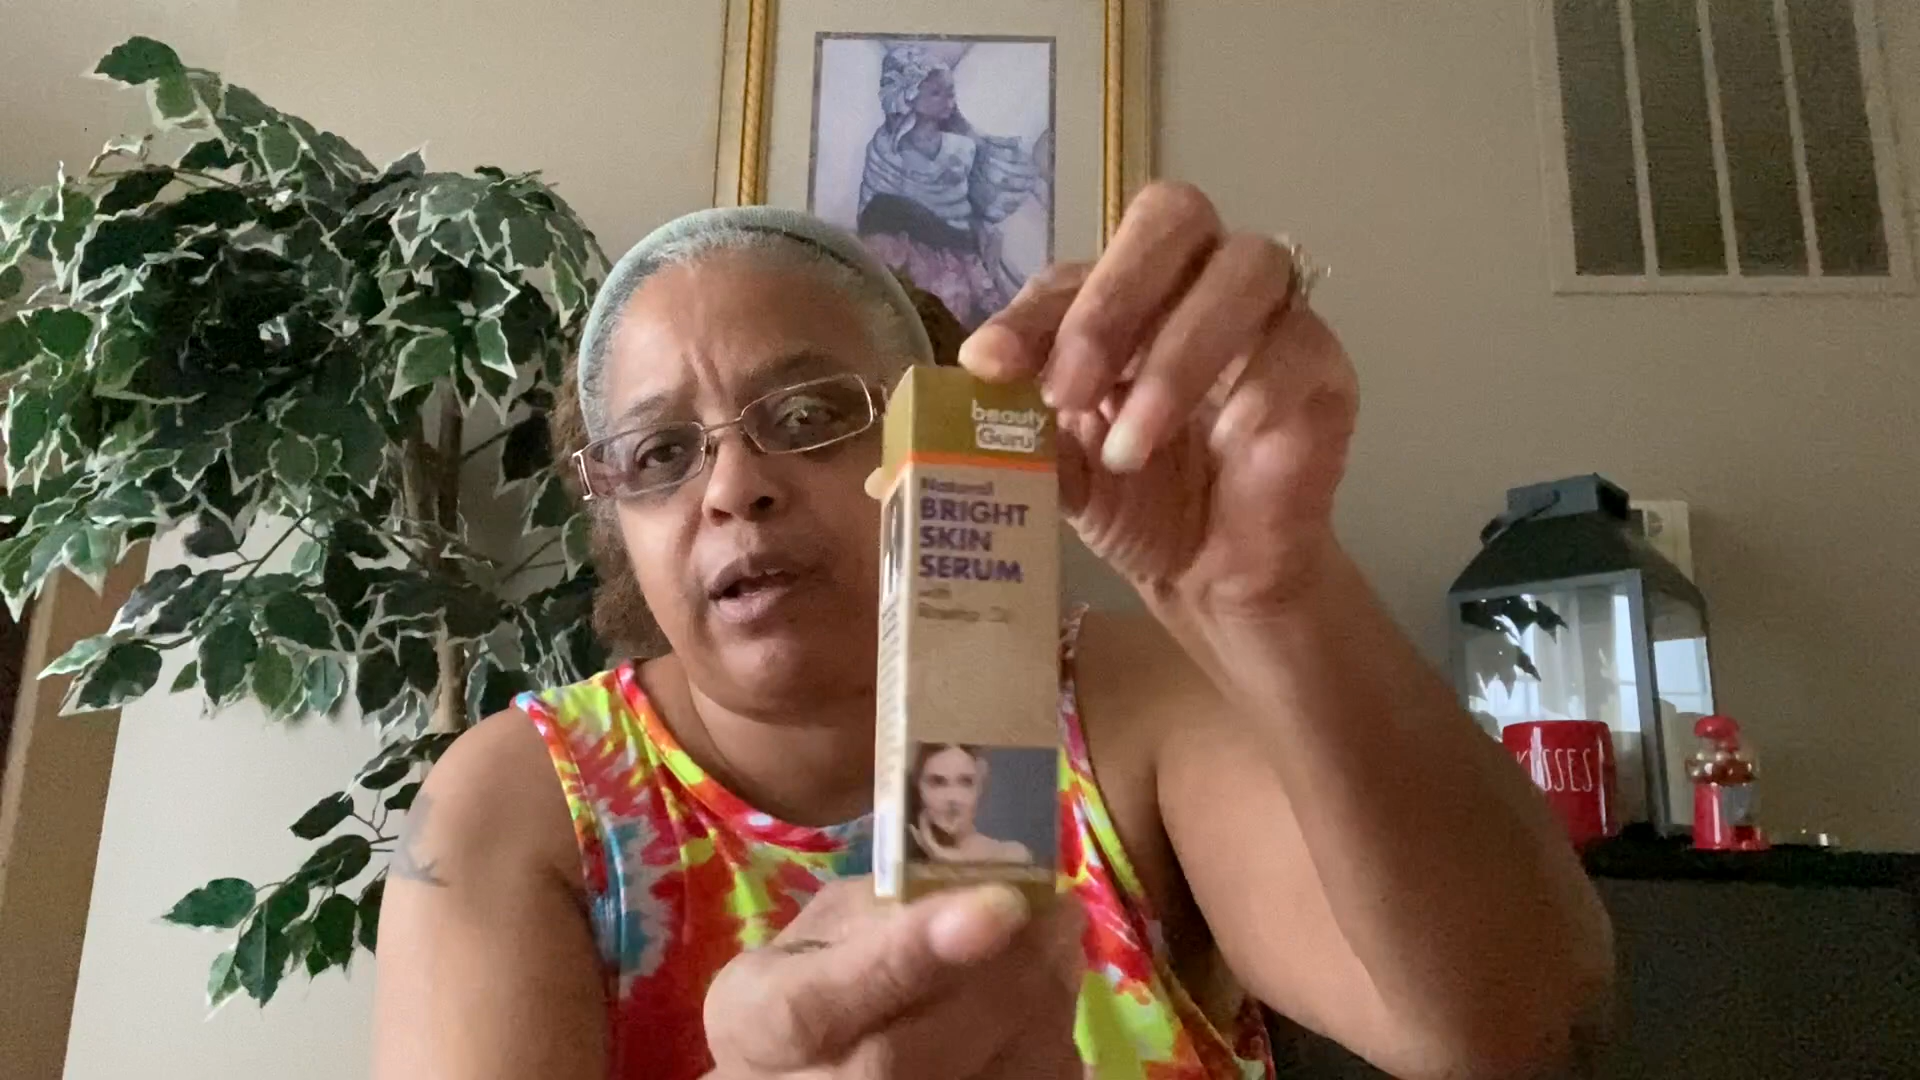 beauty
Guru
Natural
BRIGHT
SKIN
SERUM
with
KISSES